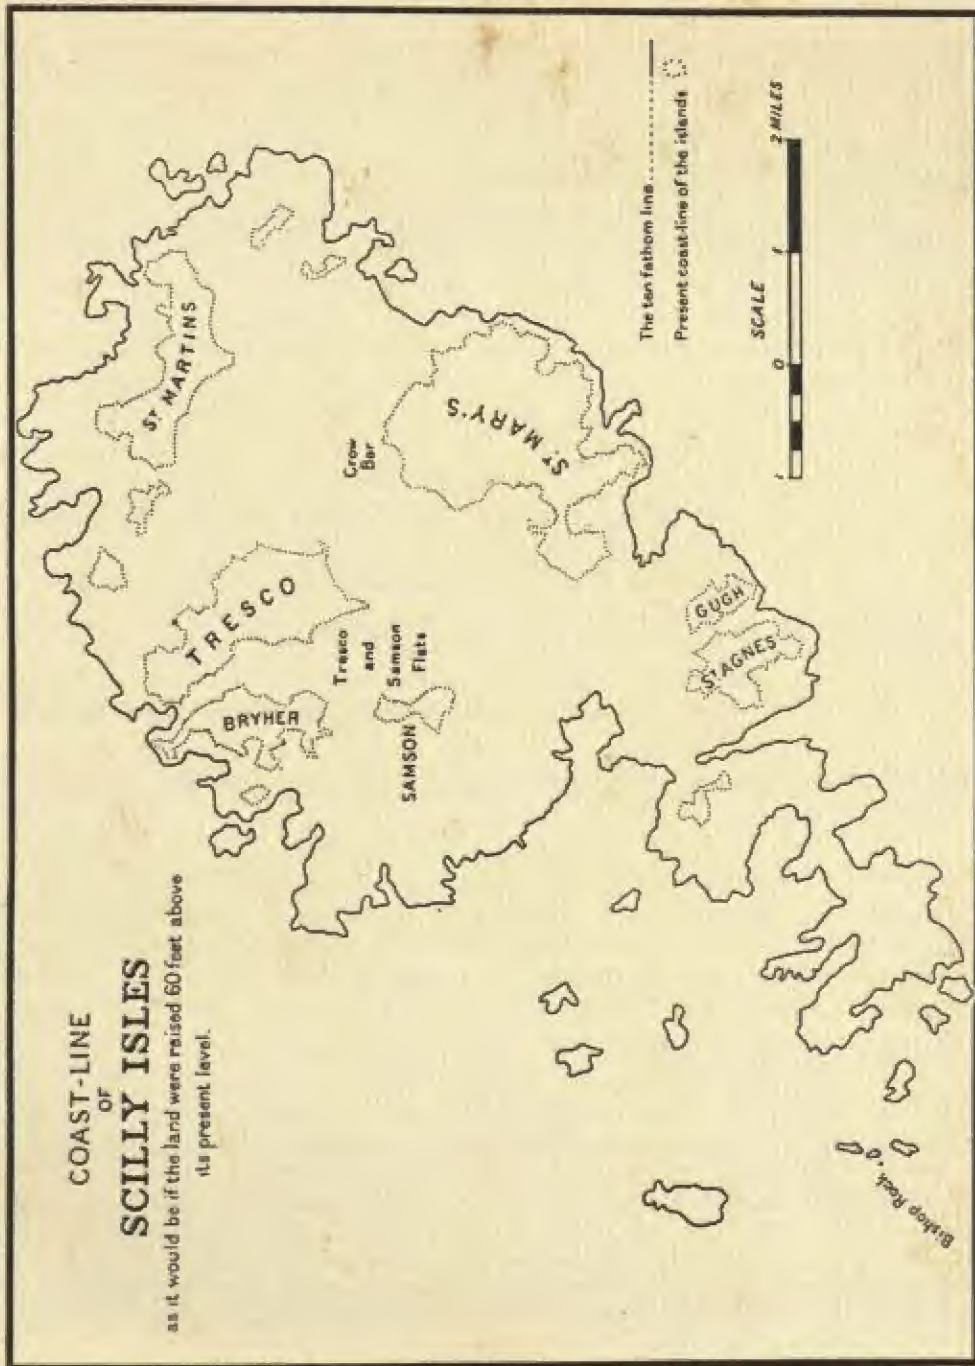 COAST-LINE
OF
SCILLY ISLES
as it would be if the land were raised 60 feet above
its present level.
ST MARTINS
TRESCO
BRYHER
Tresco
and
Samson
Flats
SAMSON
Crow
Bar
ST MARY'S
GUGH
ST AGNES
Bishop Rock
The ten fathom line
Present coast-line of the islands
SCALE
1 0 1 2 MILES